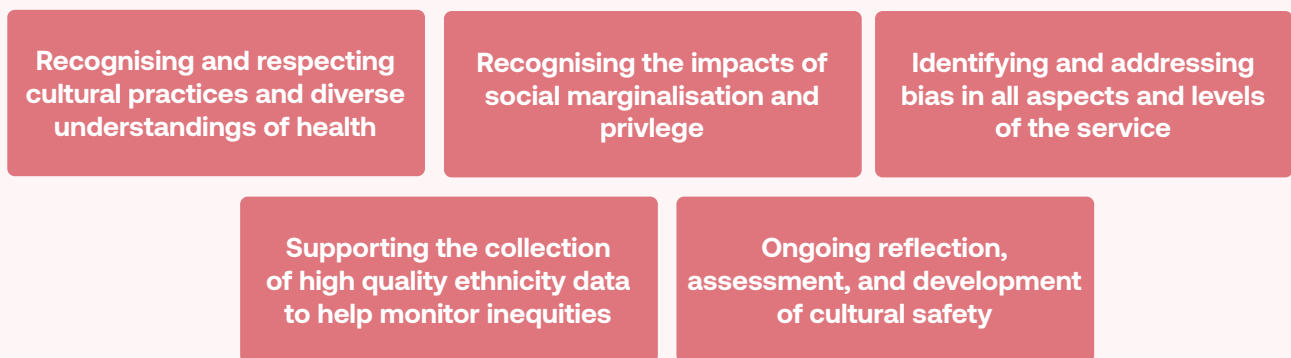 Recognising and respecting
cultural practices and diverse
understandings of health
Recognising the impacts of
social marginalisation and
privlege
Identifying and addressing
bias in all aspects and levels
of the service
Supporting the collection
of high quality ethnicity data
to help monitor inequities
Ongoing reflection,
assessment, and development
of cultural safety